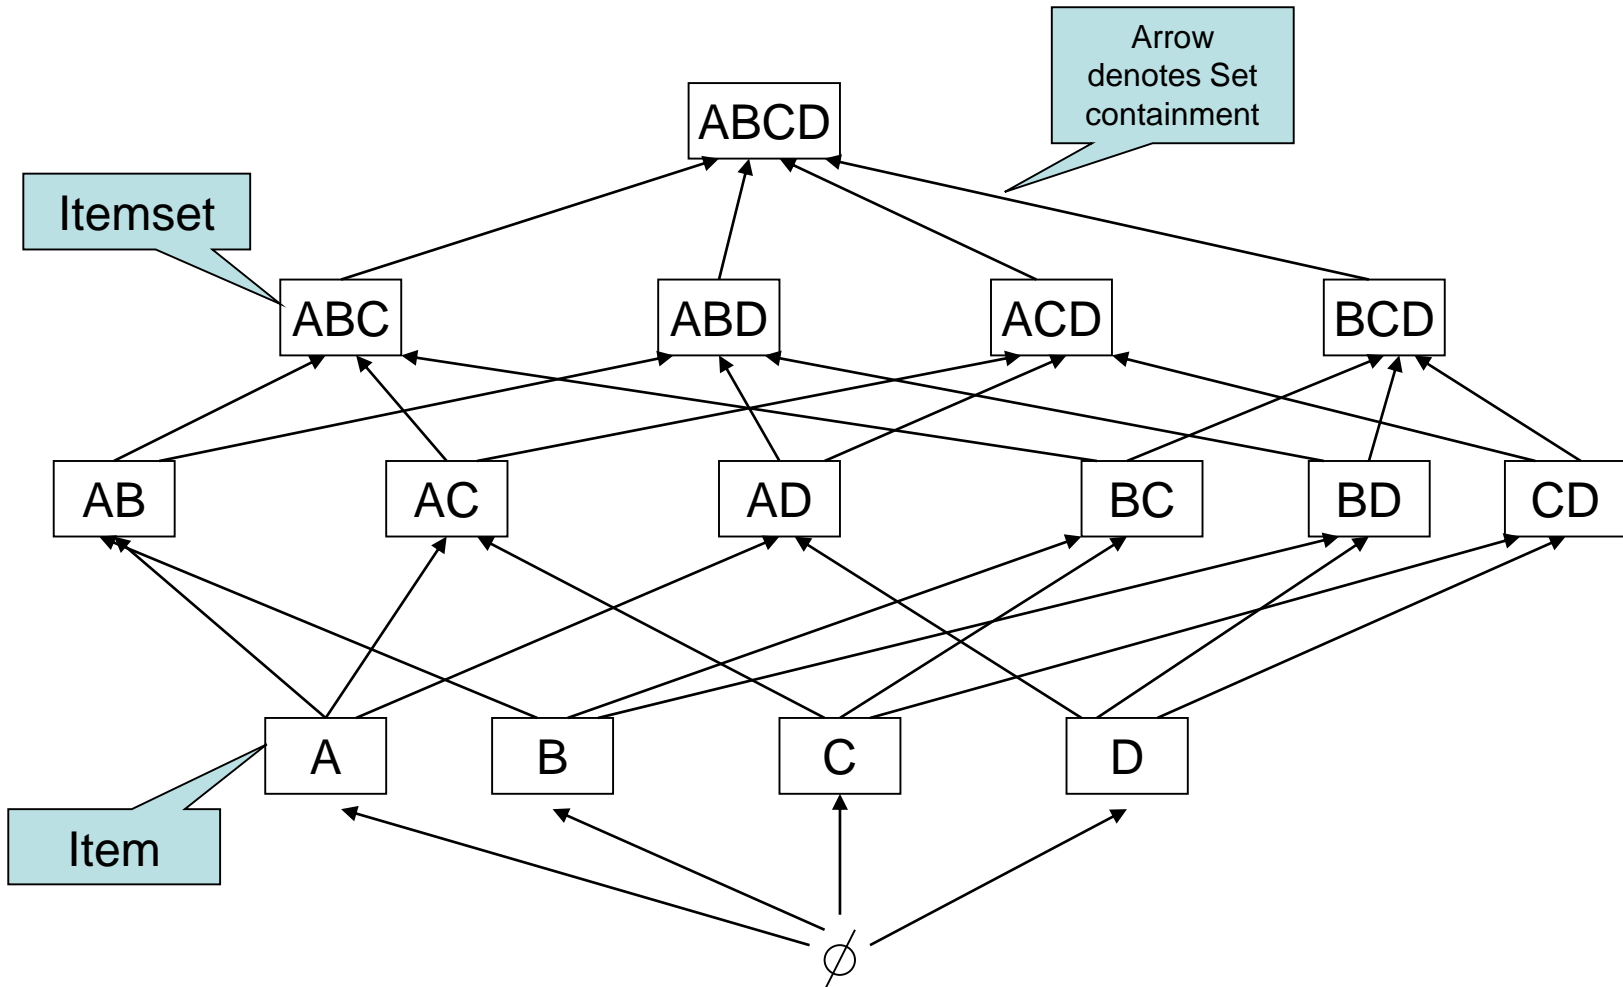 Arrow
denotes Set
containment
ABCD
Itemset
ABC
ABD
ACD
BCD
AB
AC
AD
BC
BD
CD
A
B
C
D
Item
∅